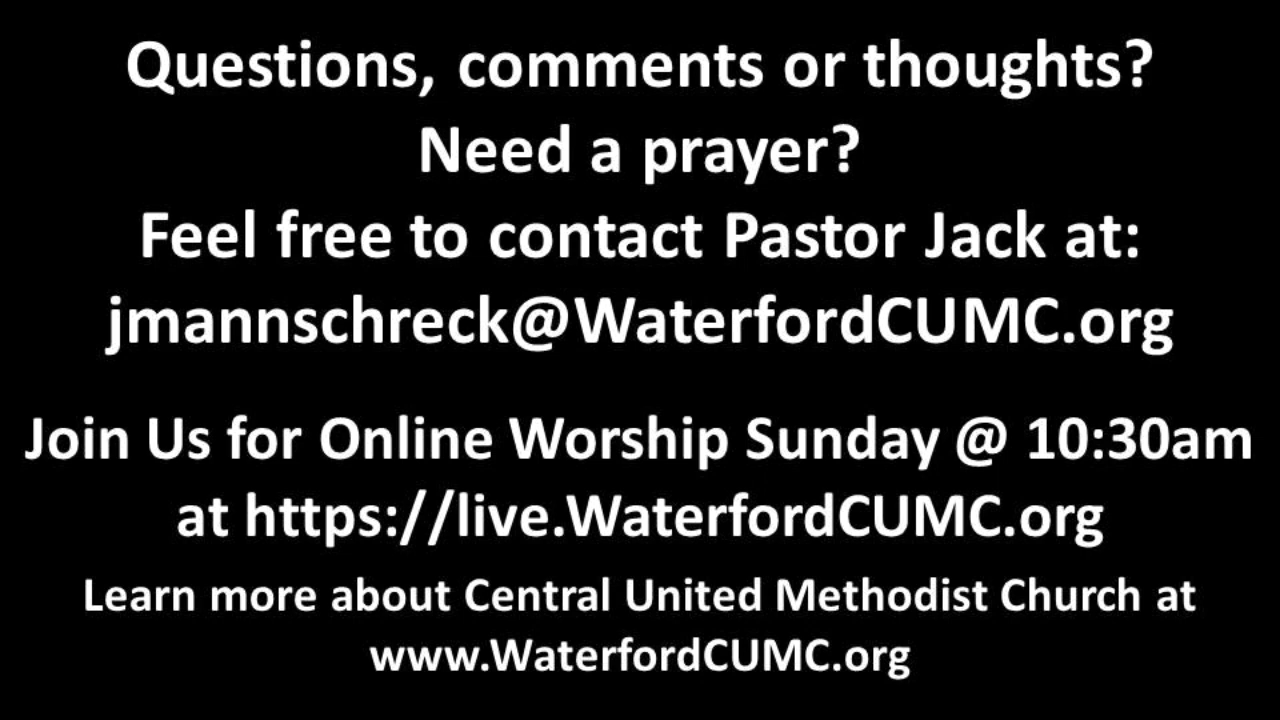 Questions, comments or thoughts?
Need a prayer?
Feel free to contact Pastor Jack at:
jmannschreck@WaterfordCUMC.org
Join Us for Online Worship Sunday @ 10:30am
at https://live.WaterfordCUMC.org
Learn more about Central United Methodist Church at
www.WaterfordCUMC.org